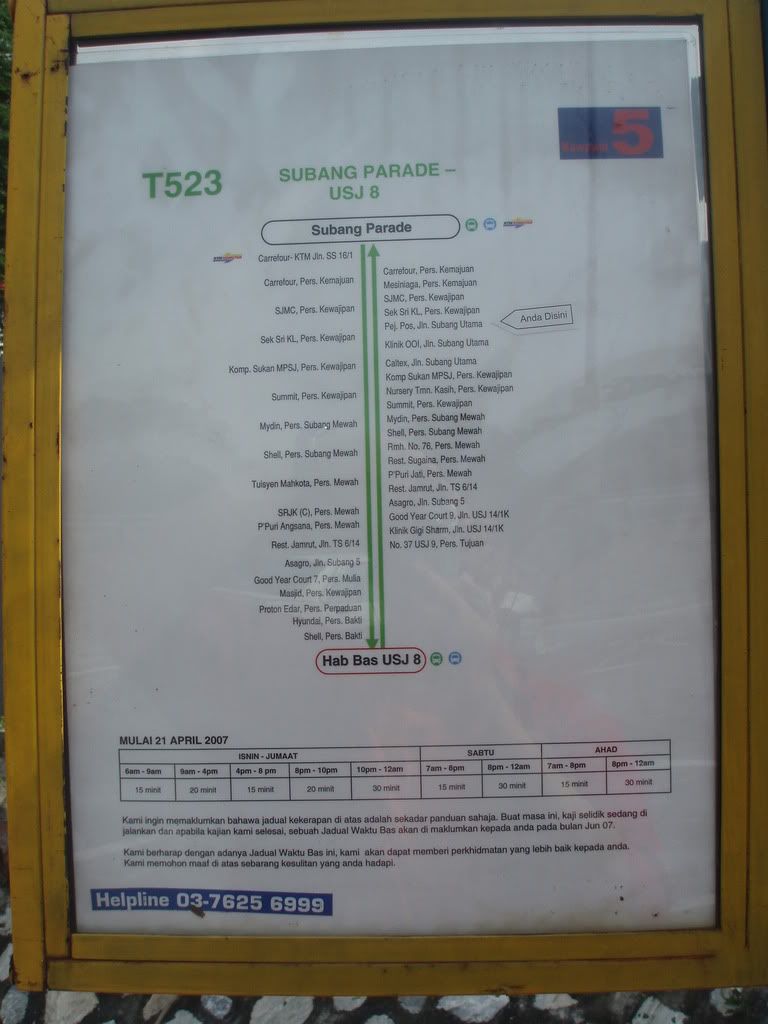 Kawasan 5
T523
SUBANG PARADE –
USJ 8
Subang Parade
Carrefour- KTM Jln. SS 16/1
Carrefour, Pers. Kemajuan
SJMC, Pers. Kewajipan
Sek Sri KL, Pers. Kewajipan
Komp. Sukan MPSJ, Pers. Kewajipan
Summit, Pers. Kewajipan
Mydin, Pers. Subang Mewah
Shell, Pers. Subang Mewah
Tuisyen Mahkota, Pers. Mewah
SRJK (C), Pers. Mewah
P'Puri Angsana, Pers. Mewah
Rest. Jamrut, Jln. TS 6/14
Asagro, Jln. Subang 5
Good Year Court 7, Pers. Mulia
Masjid, Pers. Kewajipan
Proton Edar, Pers. Perpaduan
Hyundai, Pers. Bakti
Shell, Pers. Bakti
Carrefour, Pers. Kemajuan
Mesiniaga, Pers. Kemajuan
SJMC, Pers. Kewajipan
Sek Sri KL, Pers. Kewajipan
Pej. Pos, Jln. Subang Utama
Anda Disini
Klinik OOI, Jln. Subang Utama
Caltex, Jln. Subang Utama
Komp Sukan MPSJ, Pers. Kewajipan
Nursery Tmn. Kasih, Pers. Kewajipan
Summit, Pers. Kewajipan
Mydin, Pers. Subang Mewah
Shell, Pers. Subang Mewah
Rmh. No. 76, Pers. Mewah
Rest. Sugaina, Pers. Mewah
P'Puri Jati, Pers. Mewah
Rest. Jamrut, Jln. TS 6/14
Asagro, Jln. Subang 5
Good Year Court 9, Jln. USJ 14/1K
Klinik Gigi Sharm, Jln. USJ 14/1K
No. 37 USJ 9, Pers. Tujuan
Hab Bas USJ 8
MULAI 21 APRIL 2007
ISNIN - JUMAAT SABTU AHAD
6am - 9am 9am - 4pm 4pm - 8 pm 8pm - 10pm 10pm - 12am 7am - 8pm 8pm - 12am 7am - 8pm 8pm - 12am
15 minit 20 minit 15 minit 20 minit 30 minit 15 minit 30 minit 15 minit 30 minit
Kami ingin memaklumkan bahawa jadual kekerapan di atas adalah sekadar panduan sahaja. Buat masa ini, kaji selidik sedang di
jalankan dan apabila kajian kami selesai, sebuah Jadual Waktu Bas akan di maklumkan kepada anda pada bulan Jun 07.
Kami berharap dengan adanya Jadual Waktu Bas ini, kami akan dapat memberi perkhidmatan yang lebih baik kepada anda.
Kami memohon maaf di atas sebarang kesulitan yang anda hadapi.
Helpline 03-7625 6999